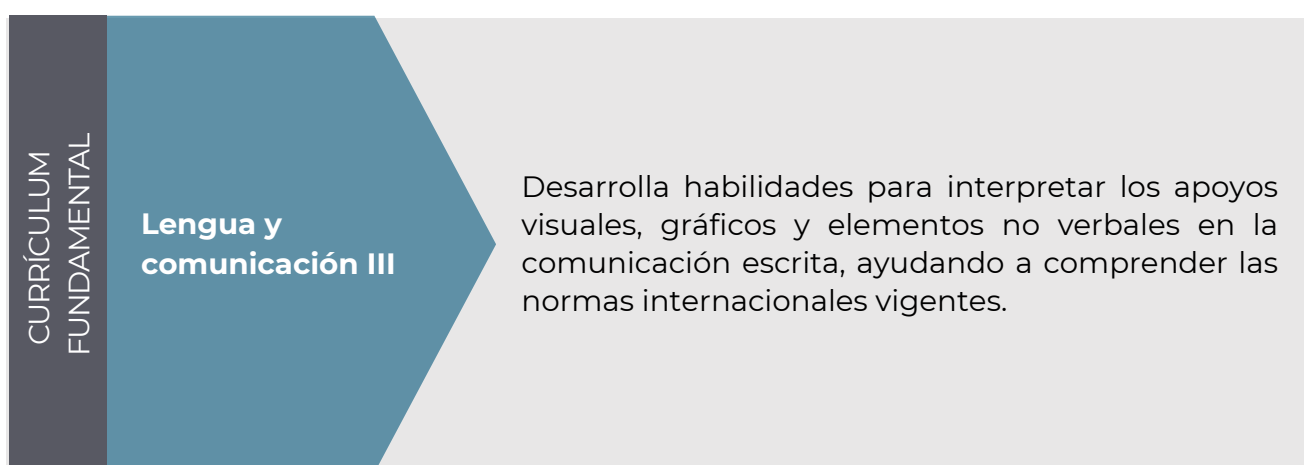 CURRÍCULUM
FUNDAMENTAL
Lengua y
comunicación III
Desarrolla habilidades para interpretar los apoyos
visuales, gráficos y elementos no verbales en la
comunicación escrita, ayudando a comprender las
normas internacionales vigentes.